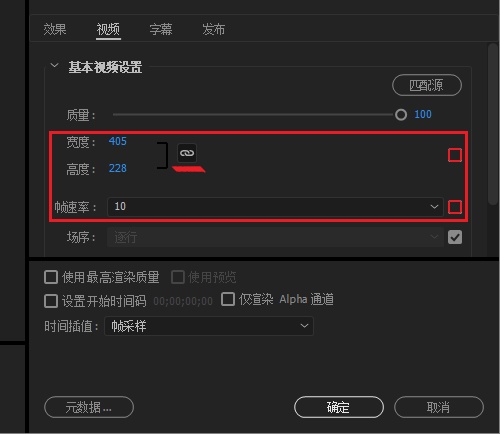 效果 视频 字幕 发布
基本视频设置
匹配源
质量: 100
宽度: 405
高度: 228
帧速率: 10
场序: 逐行
使用最高渲染质量 使用预览
设置开始时间码 00;00;00;00 仅渲染 Alpha 通道
时间插值: 帧采样
元数据... 确定 取消